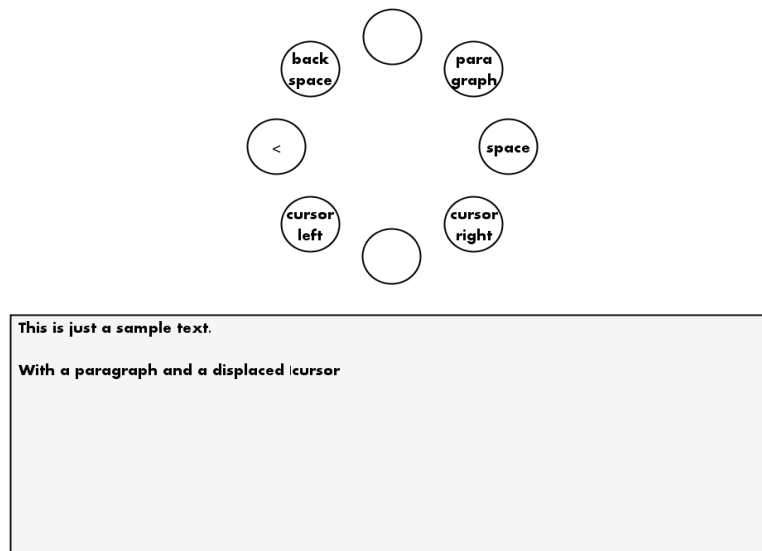 back
space
para
graph
<
space
cursor
left
cursor
right
This is just a sample text.
With a paragraph and a displaced |cursor